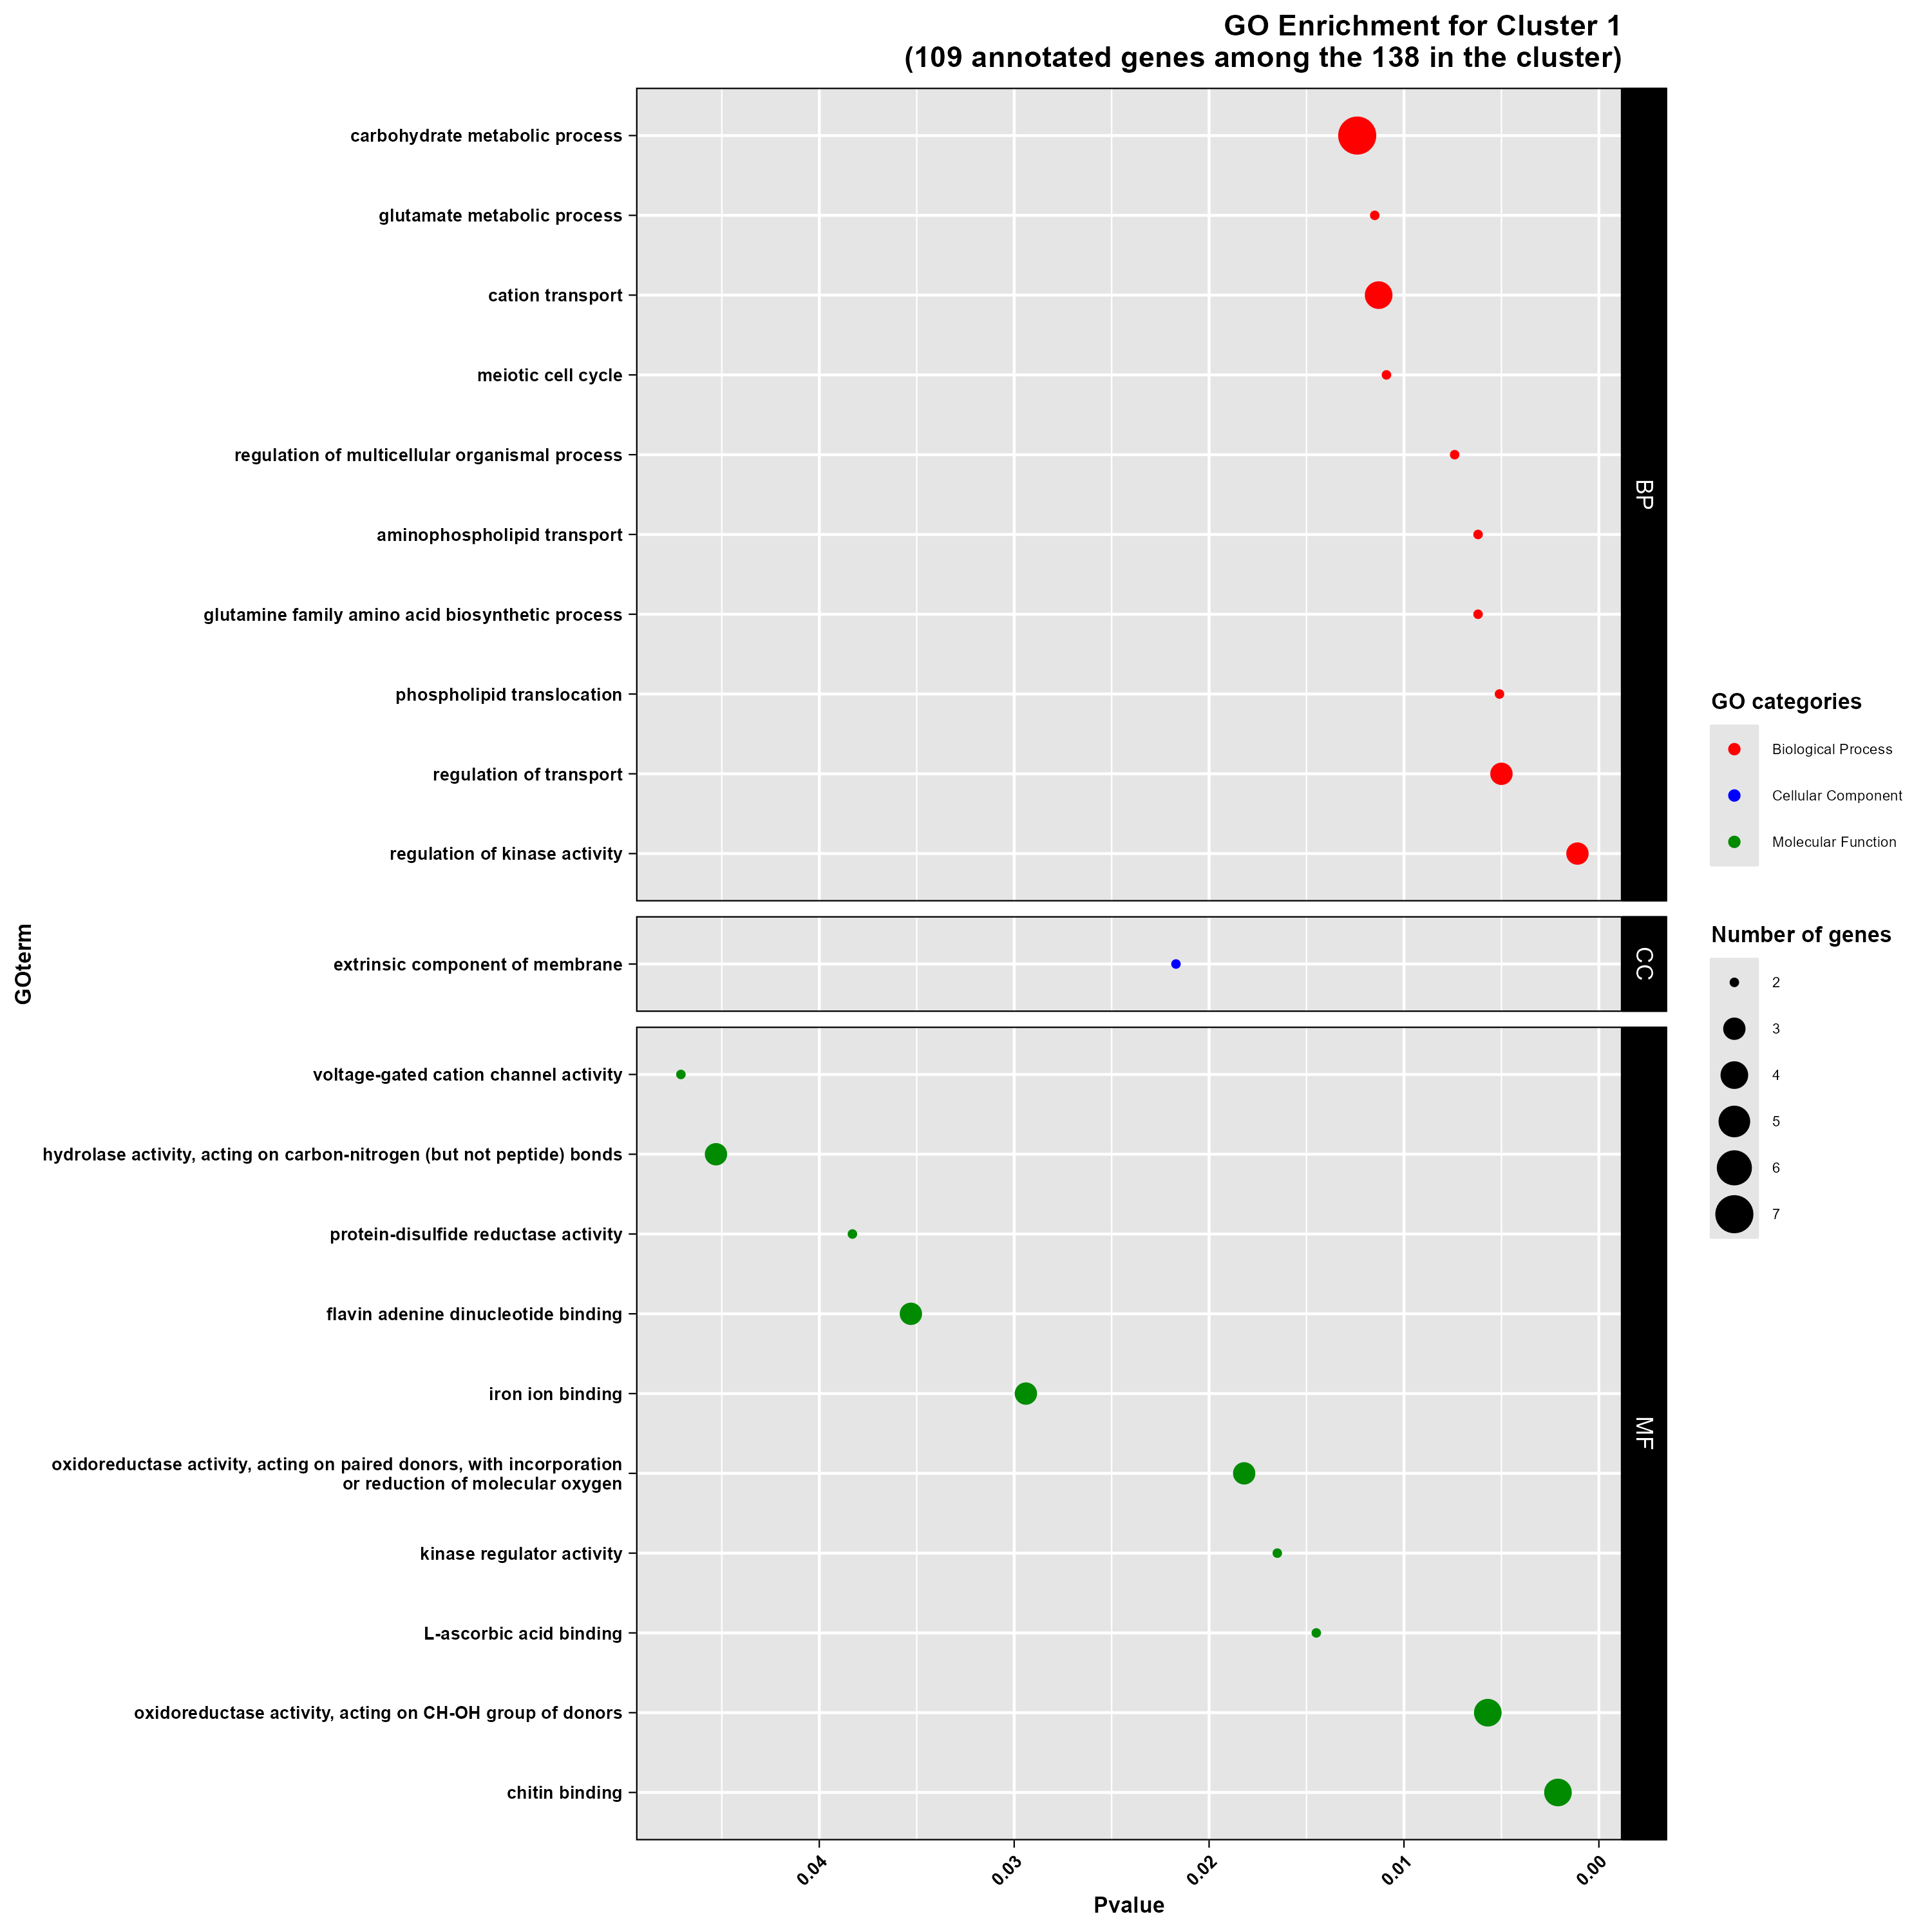 GO Enrichment for Cluster 1
(109 annotated genes among the 138 in the cluster)
carbohydrate metabolic process
glutamate metabolic process
cation transport
meiotic cell cycle
regulation of multicellular organismal process
aminophospholipid transport
glutamine family amino acid biosynthetic process
phospholipid translocation
regulation of transport
regulation of kinase activity
BP
extrinsic component of membrane
CC
voltage-gated cation channel activity
hydrolase activity, acting on carbon-nitrogen (but not peptide) bonds
protein-disulfide reductase activity
flavin adenine dinucleotide binding
iron ion binding
oxidoreductase activity, acting on paired donors, with incorporation
or reduction of molecular oxygen
kinase regulator activity
L-ascorbic acid binding
oxidoreductase activity, acting on CH-OH group of donors
chitin binding
MF
GOterm
0.04
0.03
0.02
0.01
0.00
Pvalue
GO categories
Biological Process
Cellular Component
Molecular Function
Number of genes
2
3
4
5
6
7